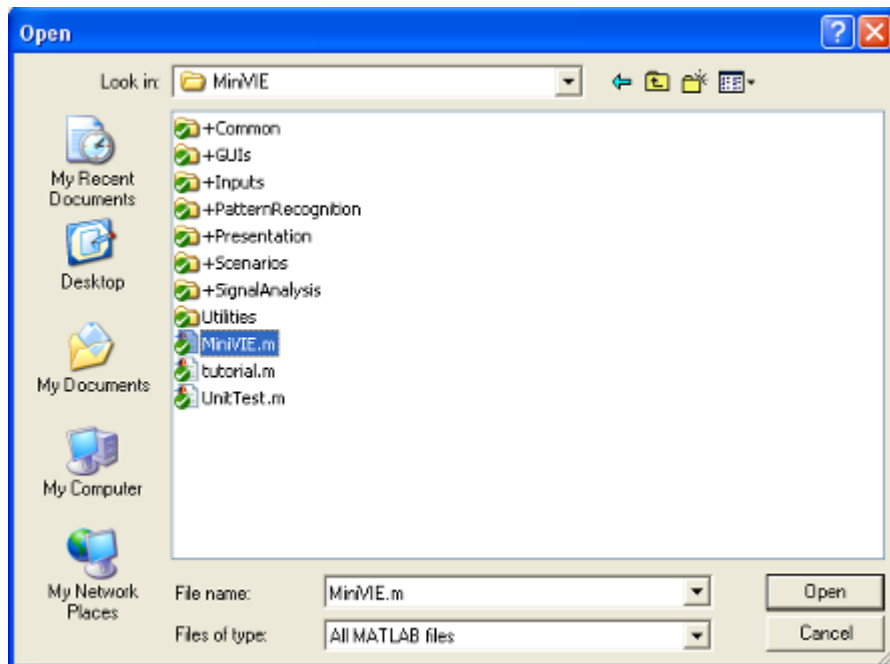 Open
Look in:
MiniVIE
+Common
+GUIs
+Inputs
+PatternRecognition
+Presentation
+Scenarios
+SignalAnalysis
Utilities
MiniVIE.m
tutorial.m
UnitTest.m
My Recent
Documents
Desktop
My Documents
My Computer
My Network
Places
File name:
MiniVIE.m
Open
Files of type:
All MATLAB files
Cancel